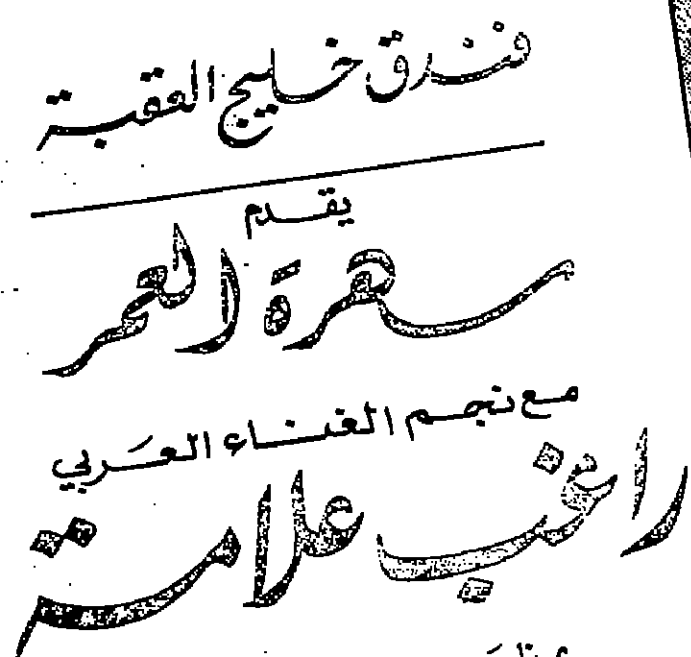 فندق خليج العقبة
يقدم
سهرة العمر
مع نجم الغناء العربي
راغب علامة